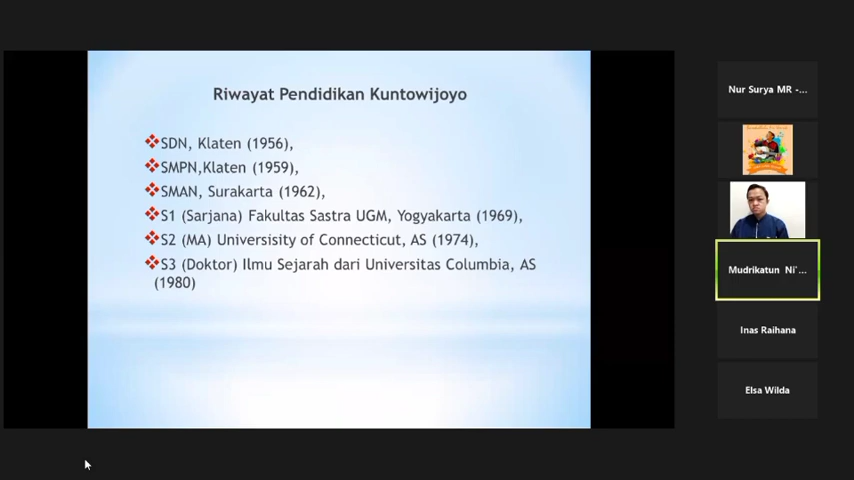 Riwayat Pendidikan Kuntowijoyo
SDN, Klaten (1956),
SMPN,Klaten (1959),
SMAN, Surakarta (1962),
S1 (Sarjana) Fakultas Sastra UGM, Yogyakarta (1969),
S2 (MA) Universisity of Connecticut, AS (1974),
S3 (Doktor) Ilmu Sejarah dari Universitas Columbia, AS
(1980)
Nur Surya MR -...
Mudrikatun Ni'...
Inas Raihana
Elsa Wilda